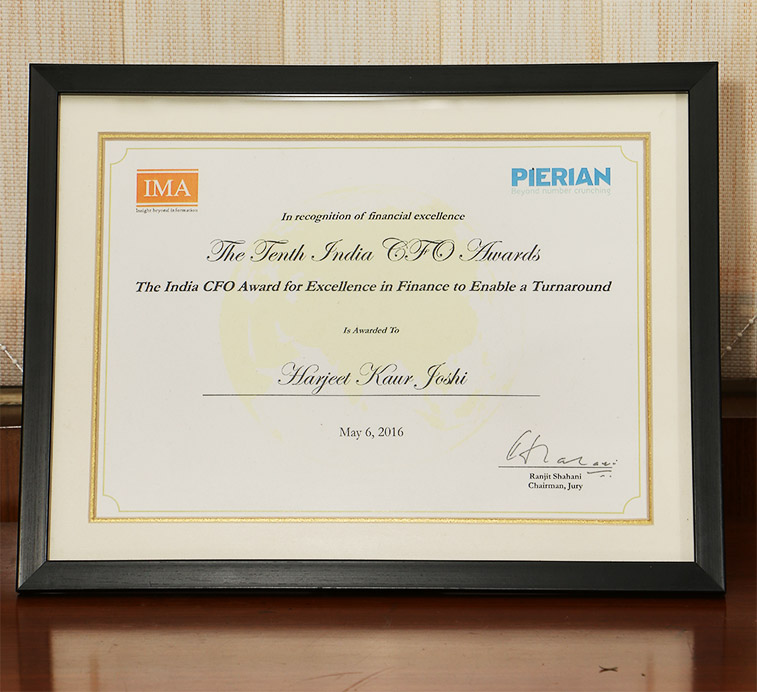 IMA
Insight beyond information
PIERIAN
Beyond number crunching
In recognition of financial excellence
The Tenth India CFO Awards
The India CFO Award for Excellence in Finance to Enable a Turnaround
Is Awarded To
Harjeet Kaur Joshi
May 6, 2016
Ranjit Shahani
Chairman, Jury